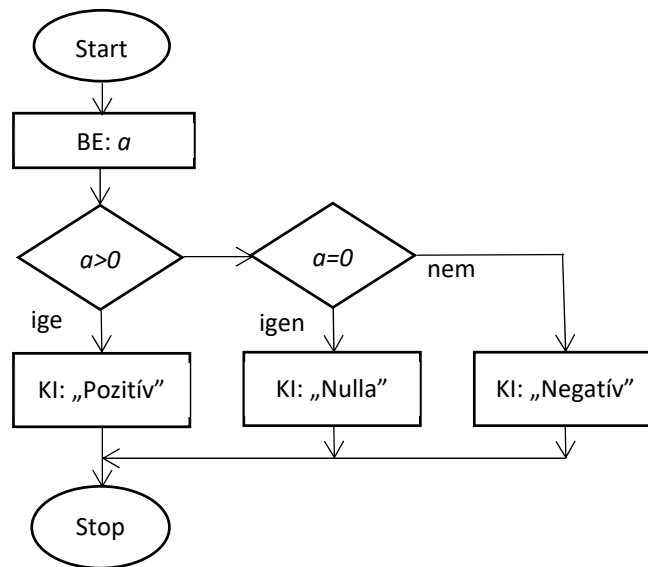 Start
BE: a
a>0
a=0
nem
ige
igen
KI: „Pozitív”
KI: „Nulla”
KI: „Negatív”
Stop